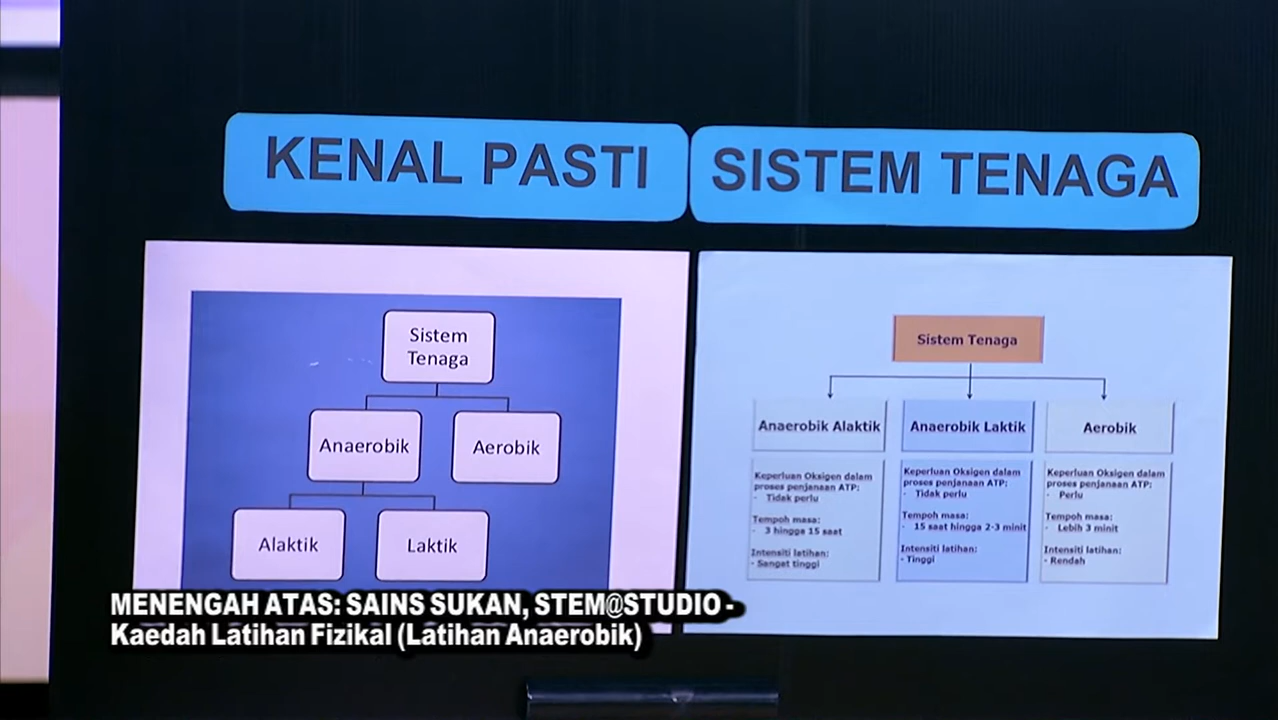 KENAL PASTI
SISTEM TENAGA
Sistem
Tenaga
Anaerobik
Aerobik
Alaktik
Laktik
Sistem Tenaga
Anaerobik Alaktik
Keperluan Oksigen dalam
proses penjanaan ATP:
- Tidak perlu
Tempoh masa:
- 3 hingga 15 saat
Intensiti latihan:
- Sangat tinggi
Anaerobik Laktik
Keperluan Oksigen dalam
proses penjanaan ATP:
- Tidak perlu
Tempoh masa:
- 15 saat hingga 2-3 minit
Intensiti latihan:
- Tinggi
Aerobik
Keperluan Oksigen dalam
proses penjanaan ATP:
- Perlu
Tempoh masa:
- Lebih 3 minit
Intensiti latihan:
- Rendah
MENENGAH ATAS: SAINS SUKAN, STEM@STUDIO -
Kaedah Latihan Fizikal (Latihan Anaerobik)